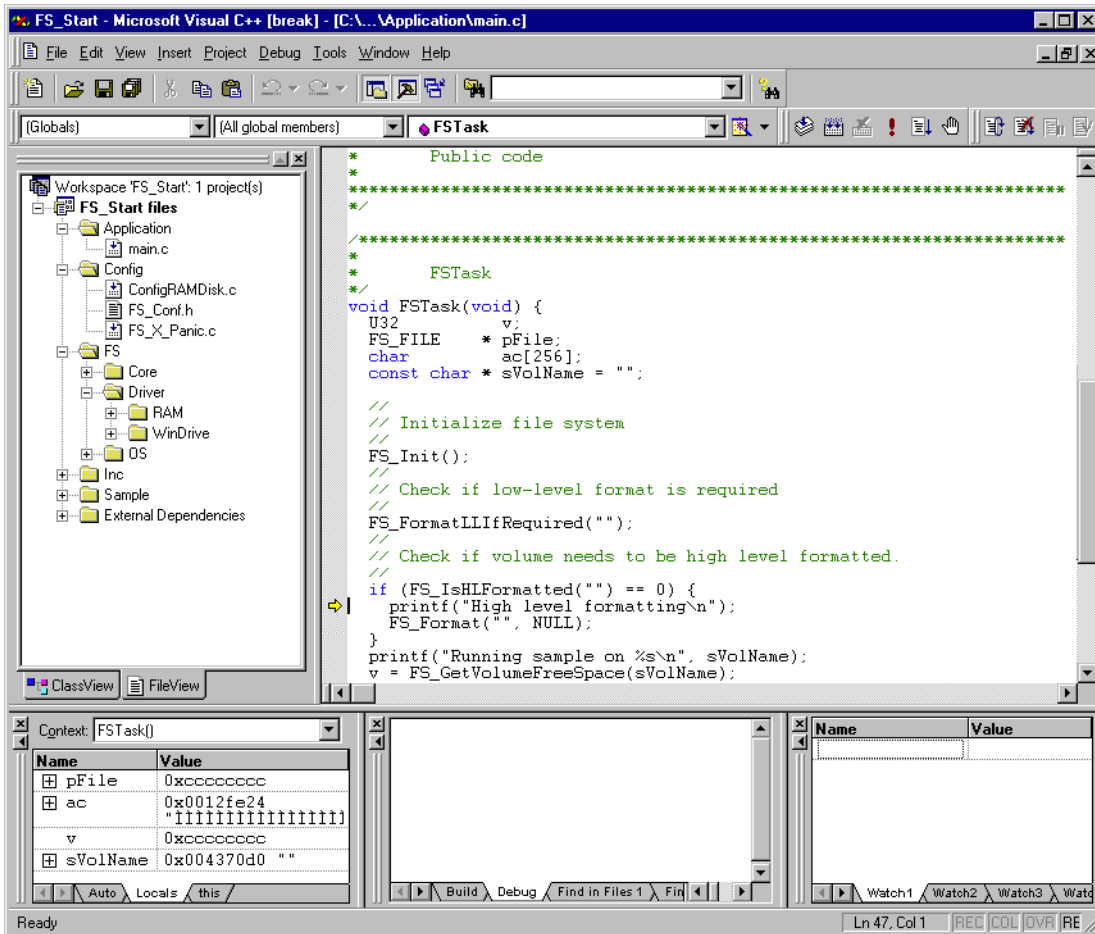 FS_Start - Microsoft Visual C++ [break] - [C:\...\Application\main.c]
File Edit View Insert Project Debug Tools Window Help
(Globals) (All global members) FSTask
Workspace 'FS_Start': 1 project(s)
FS_Start files
Application
main.c
Config
ConfigRAMDisk.c
FS_Conf.h
FS_X_Panic.c
FS
Core
Driver
RAM
WinDrive
OS
Inc
Sample
External Dependencies
ClassView FileView
*       Public code
*
**********************************************************************
*/
/*********************************************************************
*
*       FSTask
*/
void FSTask(void) {
  U32          v;
  FS_FILE    * pFile;
  char         ac[256];
  const char * sVolName = "";
  //
  // Initialize file system
  //
  FS_Init();
  //
  // Check if low-level format is required
  //
  FS_FormatLLIfRequired("");
  //
  // Check if volume needs to be high level formatted.
  //
  if (FS_IsHLFormatted("") == 0) {
    printf("High level formatting\n");
    FS_Format("", NULL);
  }
  printf("Running sample on %s\n", sVolName);
  v = FS_GetVolumeFreeSpace(sVolName);
Context: FSTask()
Name Value
pFile 0xcccccccc
ac 0x0012fe24
"ÌÌÌÌÌÌÌÌÌÌÌÌÌÌÌÌÌ
v 0xcccccccc
sVolName 0x004370d0 ""
Auto Locals this
Build Debug Find in Files 1 Fin
Name Value
Watch1 Watch2 Watch3 Watc
Ready
Ln 47, Col 1 REC COL OVR RE